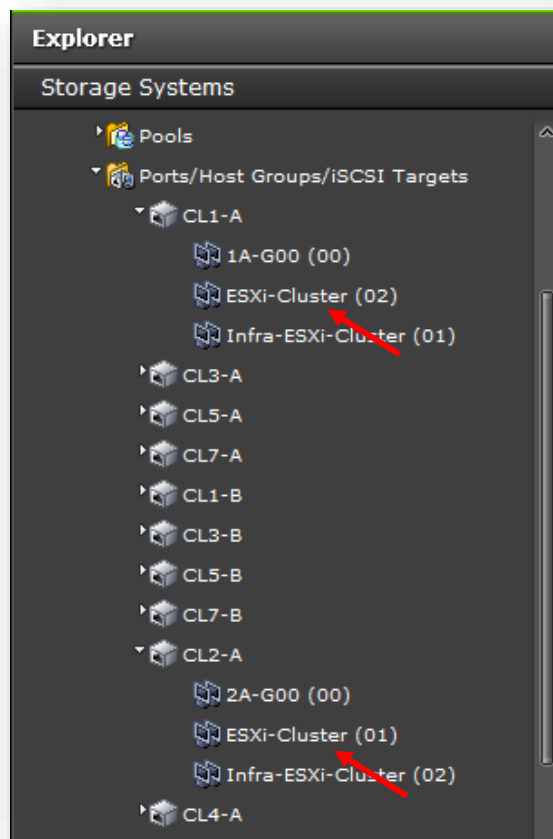 Explorer
Storage Systems
Pools
Ports/Host Groups/iSCSI Targets
CL1-A
1A-G00 (00)
ESXi-Cluster (02)
Infra-ESXi-Cluster (01)
CL3-A
CL5-A
CL7-A
CL1-B
CL3-B
CL5-B
CL7-B
CL2-A
2A-G00 (00)
ESXi-Cluster (01)
Infra-ESXi-Cluster (02)
CL4-A